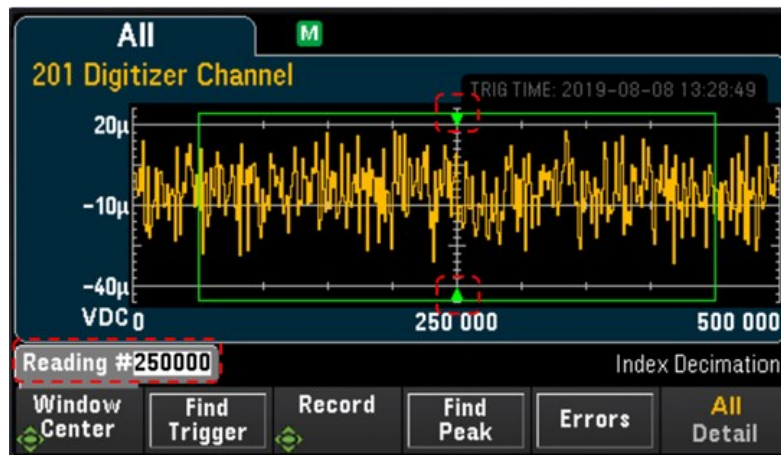 All
M
201 Digitizer Channel
TRIG TIME: 2019-08-08 13:28:49
20µ
-10µ
-40µ
VDC 0 250 000 500 000
Reading #250000
Index Decimation
Window Center
Find Trigger
Record
Find Peak
Errors
All Detail